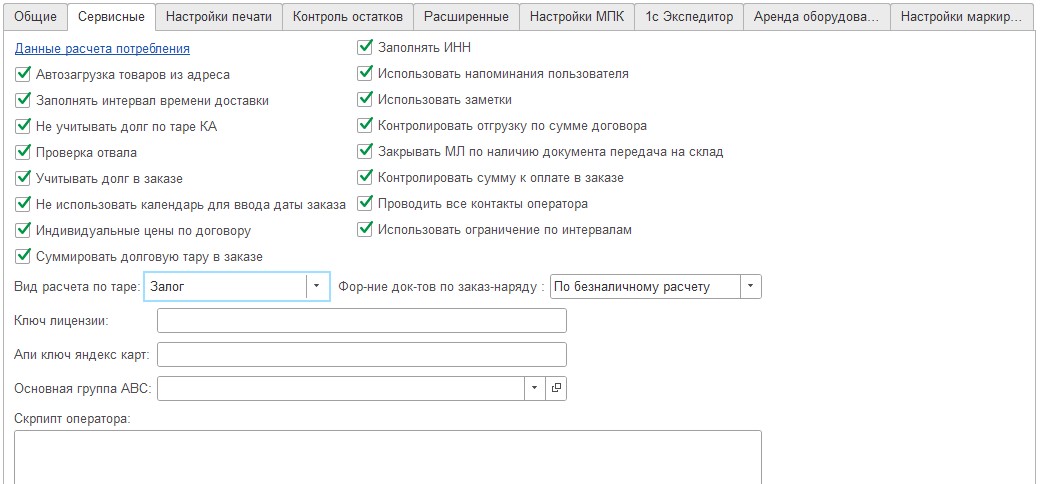 Общие Сервисные Настройки печати Контроль остатков Расширенные Настройки МПК 1с Экспедитор Аренда оборудова... Настройки маркир...
Данные расчета потребления
Автозагрузка товаров из адреса
Заполнять интервал времени доставки
Не учитывать долг по таре КА
Проверка отвала
Учитывать долг в заказе
Не использовать календарь для ввода даты заказа
Индивидуальные цены по договору
Суммировать долговую тару в заказе
Заполнять ИНН
Использовать напоминания пользователя
Использовать заметки
Контролировать отгрузку по сумме договора
Закрывать МЛ по наличию документа передача на склад
Контролировать сумму к оплате в заказе
Проводить все контакты оператора
Использовать ограничение по интервалам
Вид расчета по таре: Залог Фор-ние док-тов по заказ-наряду : По безналичному расчету
Ключ лицензии:
Апи ключ яндекс карт:
Основная группа АВС:
Скрпипт оператора: